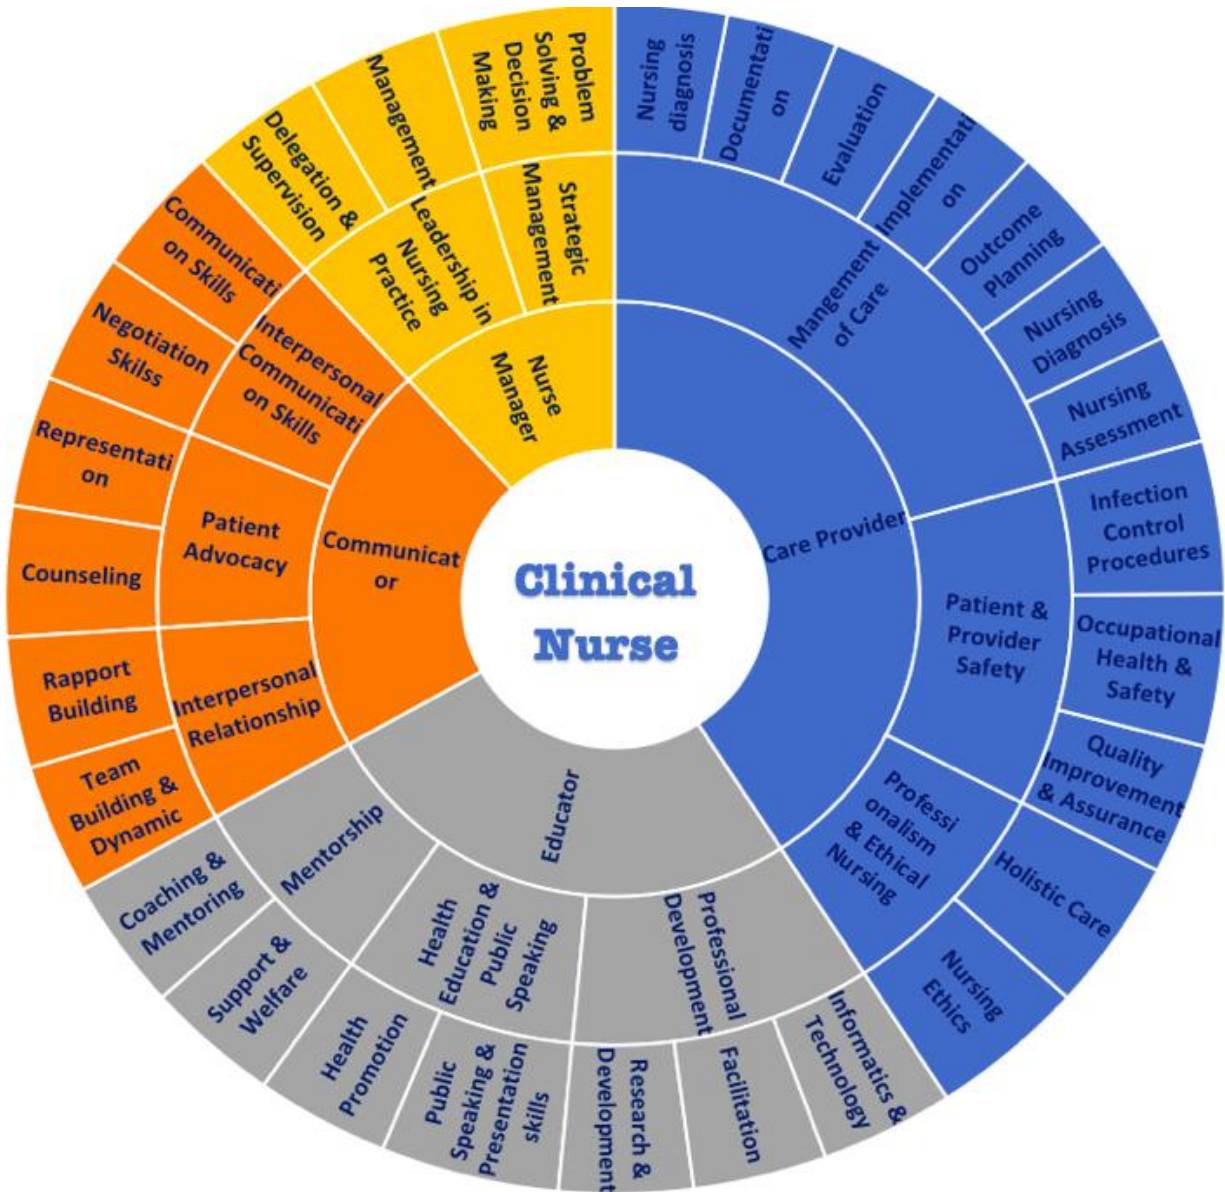 Clinical
Nurse
Care Provider
Mangement
of Care
Nursing
diagnosis
Documentati
on
Evaluation
Implementati
on
Outcome
Planning
Nursing
Diagnosis
Nursing
Assessment
Patient &
Provider
Safety
Infection
Control
Procedures
Occupational
Health &
Safety
Quality
Improvement
& Assurance
Professi
onalism
& Ethical
Nursing
Holistic Care
Nursing
Ethics
Educator
Professional
Development
Informatics &
Technology
Facilitation
Research &
Development
Health
Education &
Public
Speaking
Public
Speaking &
Presentation
skills
Health
Promotion
Mentorship
Support &
Welfare
Coaching &
Mentoring
Communicat
or
Interpersonal
Relationship
Team
Building &
Dynamic
Rapport
Building
Patient
Advocacy
Counseling
Representati
on
Interpersonal
Communicati
on Skills
Negotiation
Skilss
Communicati
on Skills
Nurse
Manager
Leadership in
Nursing
Practice
Delegation &
Supervision
Management
Strategic
Management
Problem
Solving &
Decision
Making